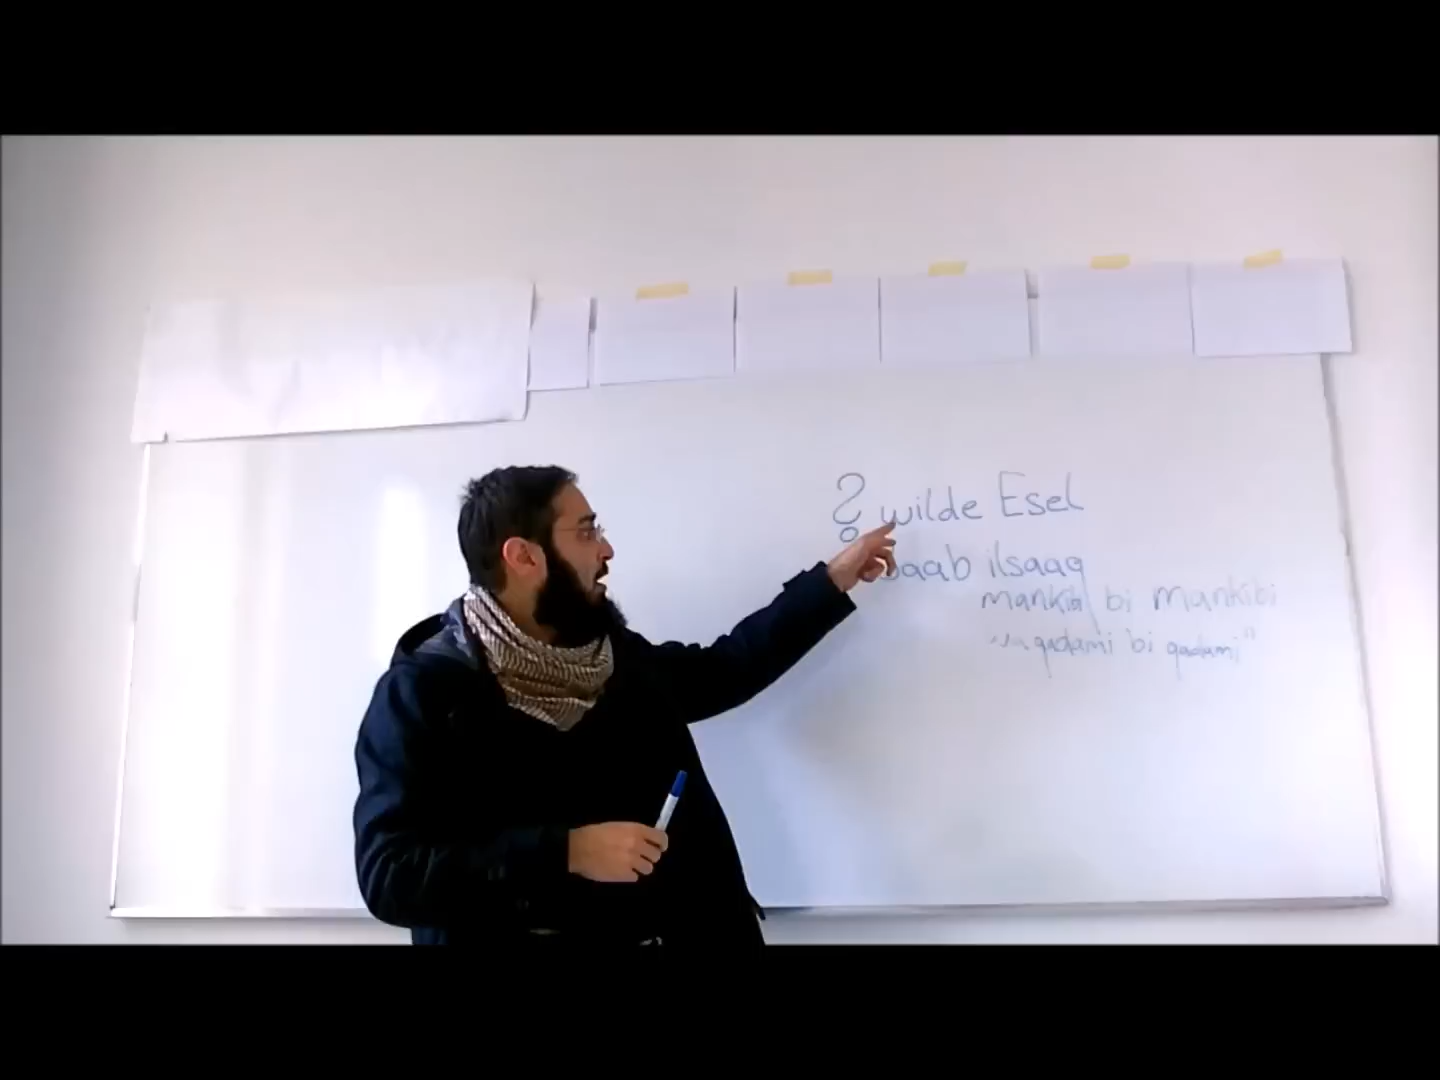 ? wilde Esel
baab ilsaaq
mankib bi mankibi
qadami bi qadami"